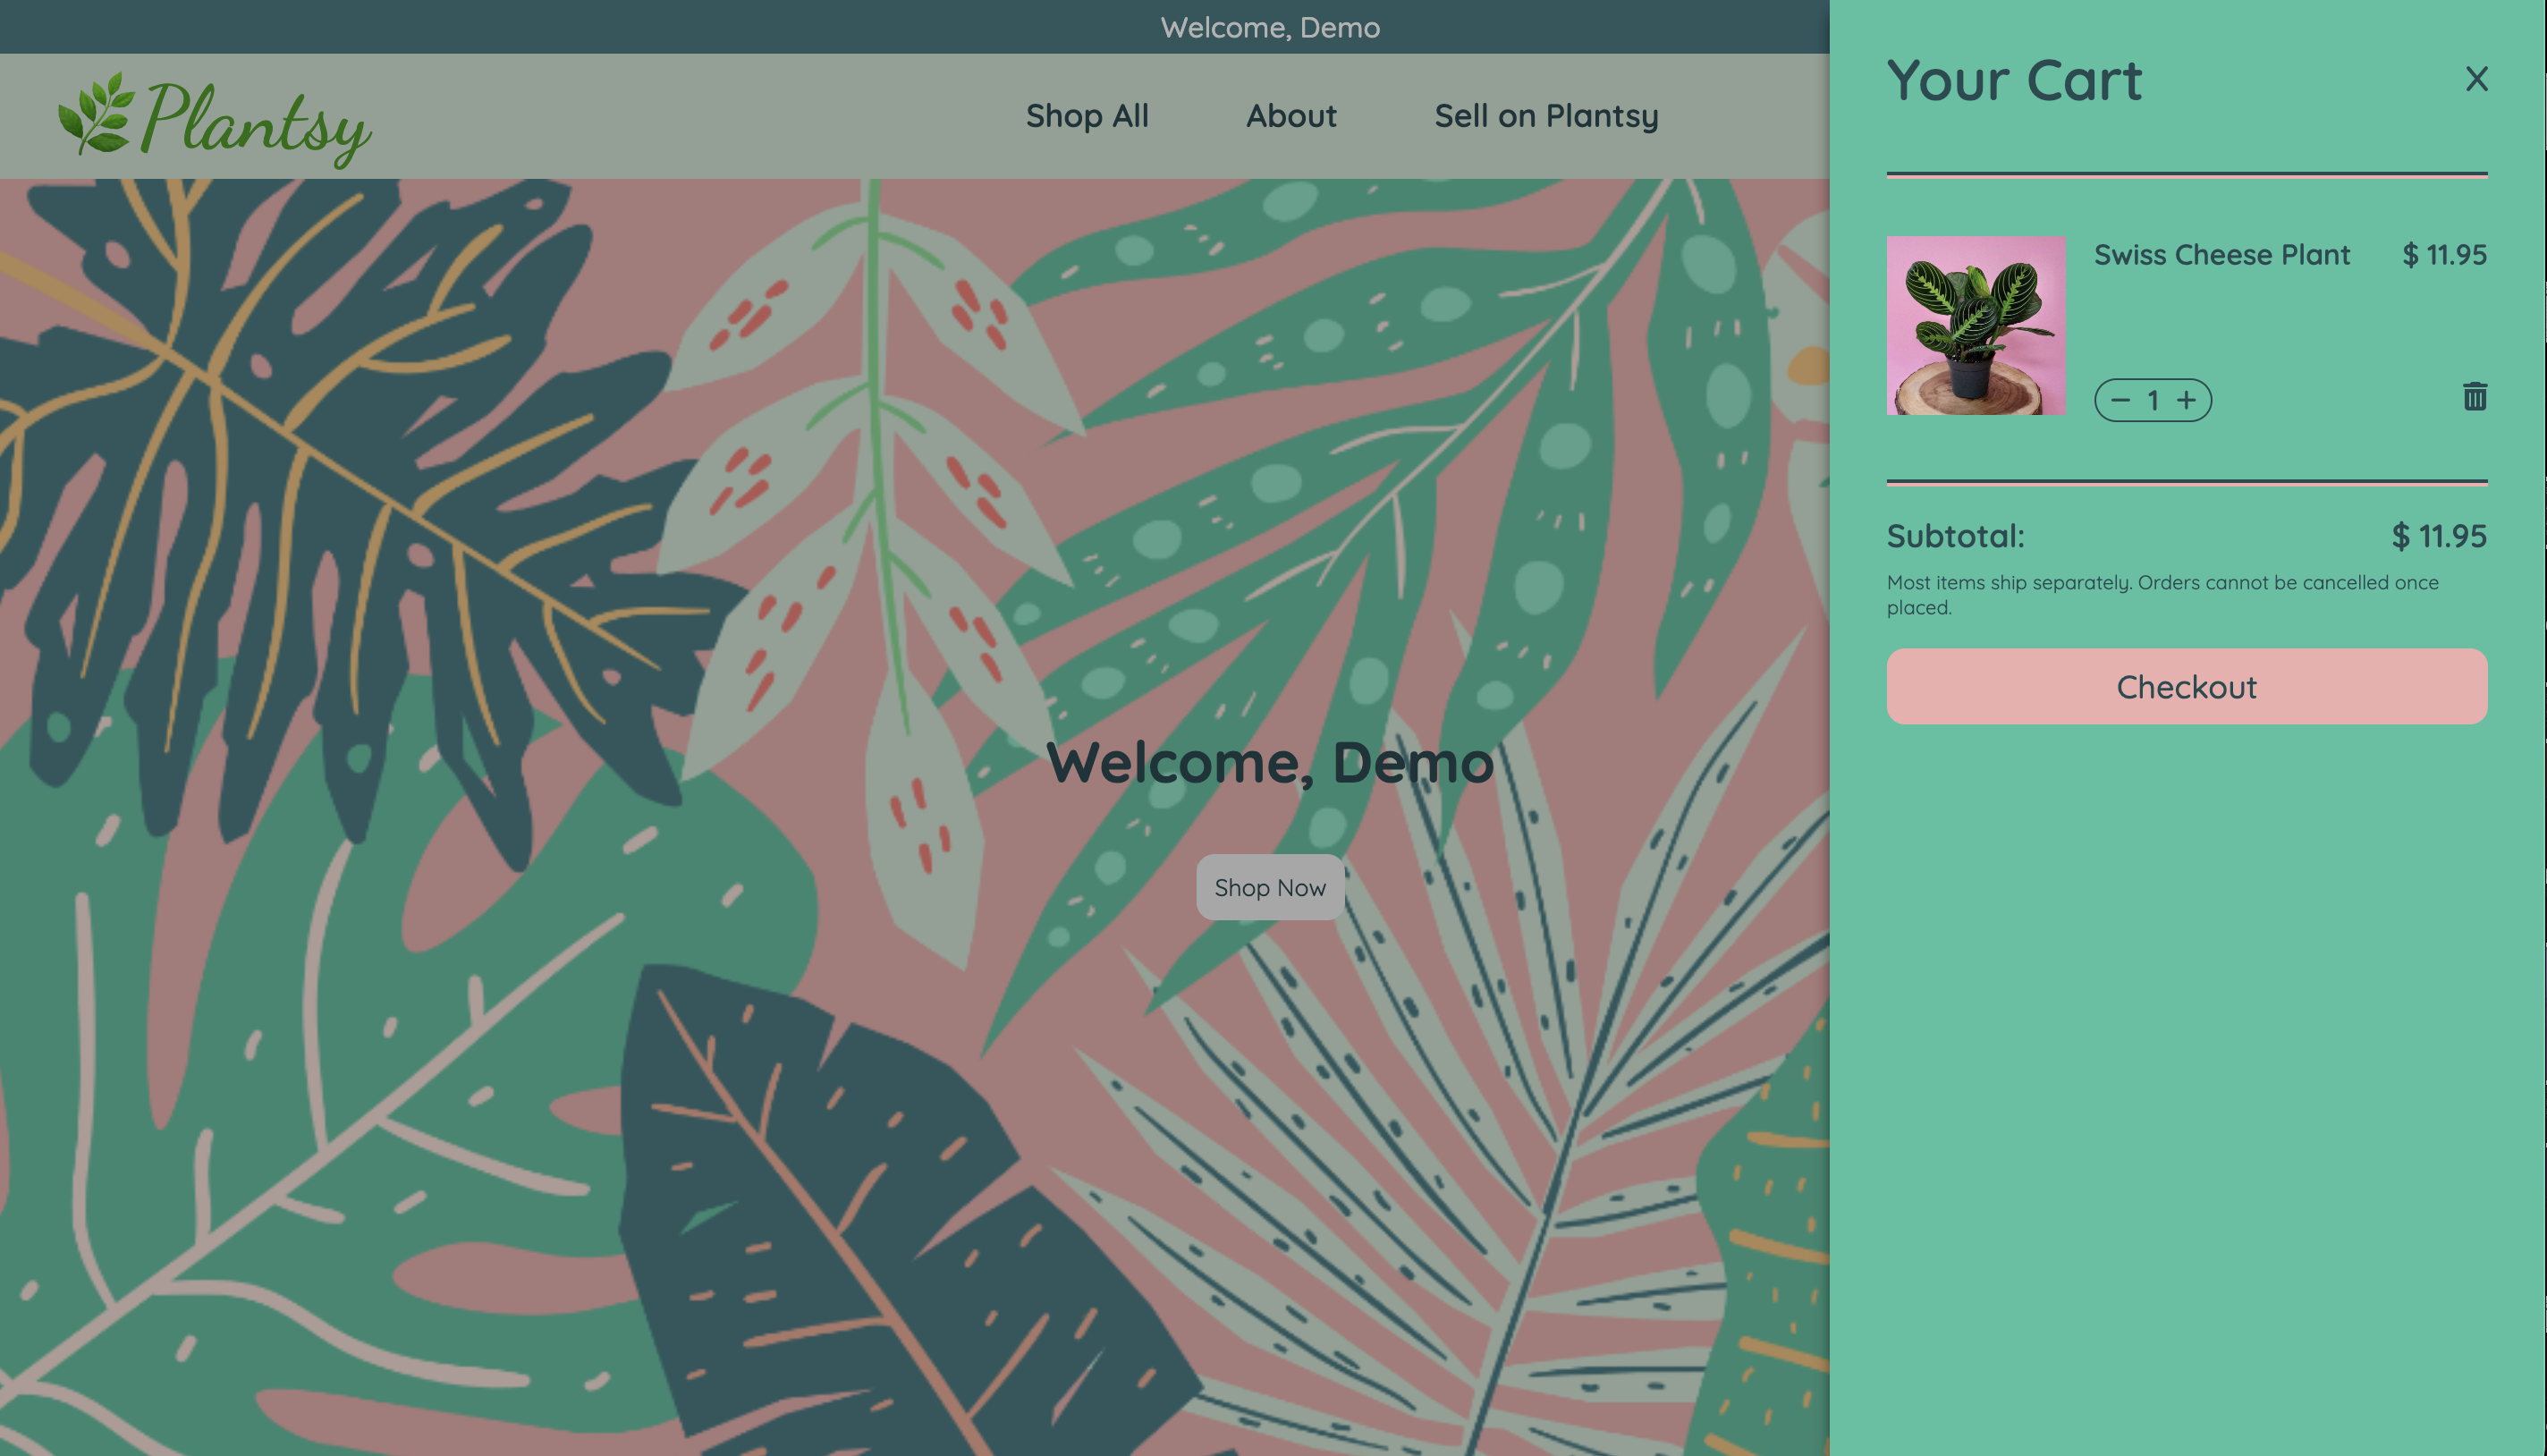 Welcome, Demo
Plantsy
Shop All
About
Sell on Plantsy
Welcome, Demo
Shop Now
Your Cart
X
Swiss Cheese Plant $ 11.95
1
Subtotal: $ 11.95
Most items ship separately. Orders cannot be cancelled once
placed.
Checkout